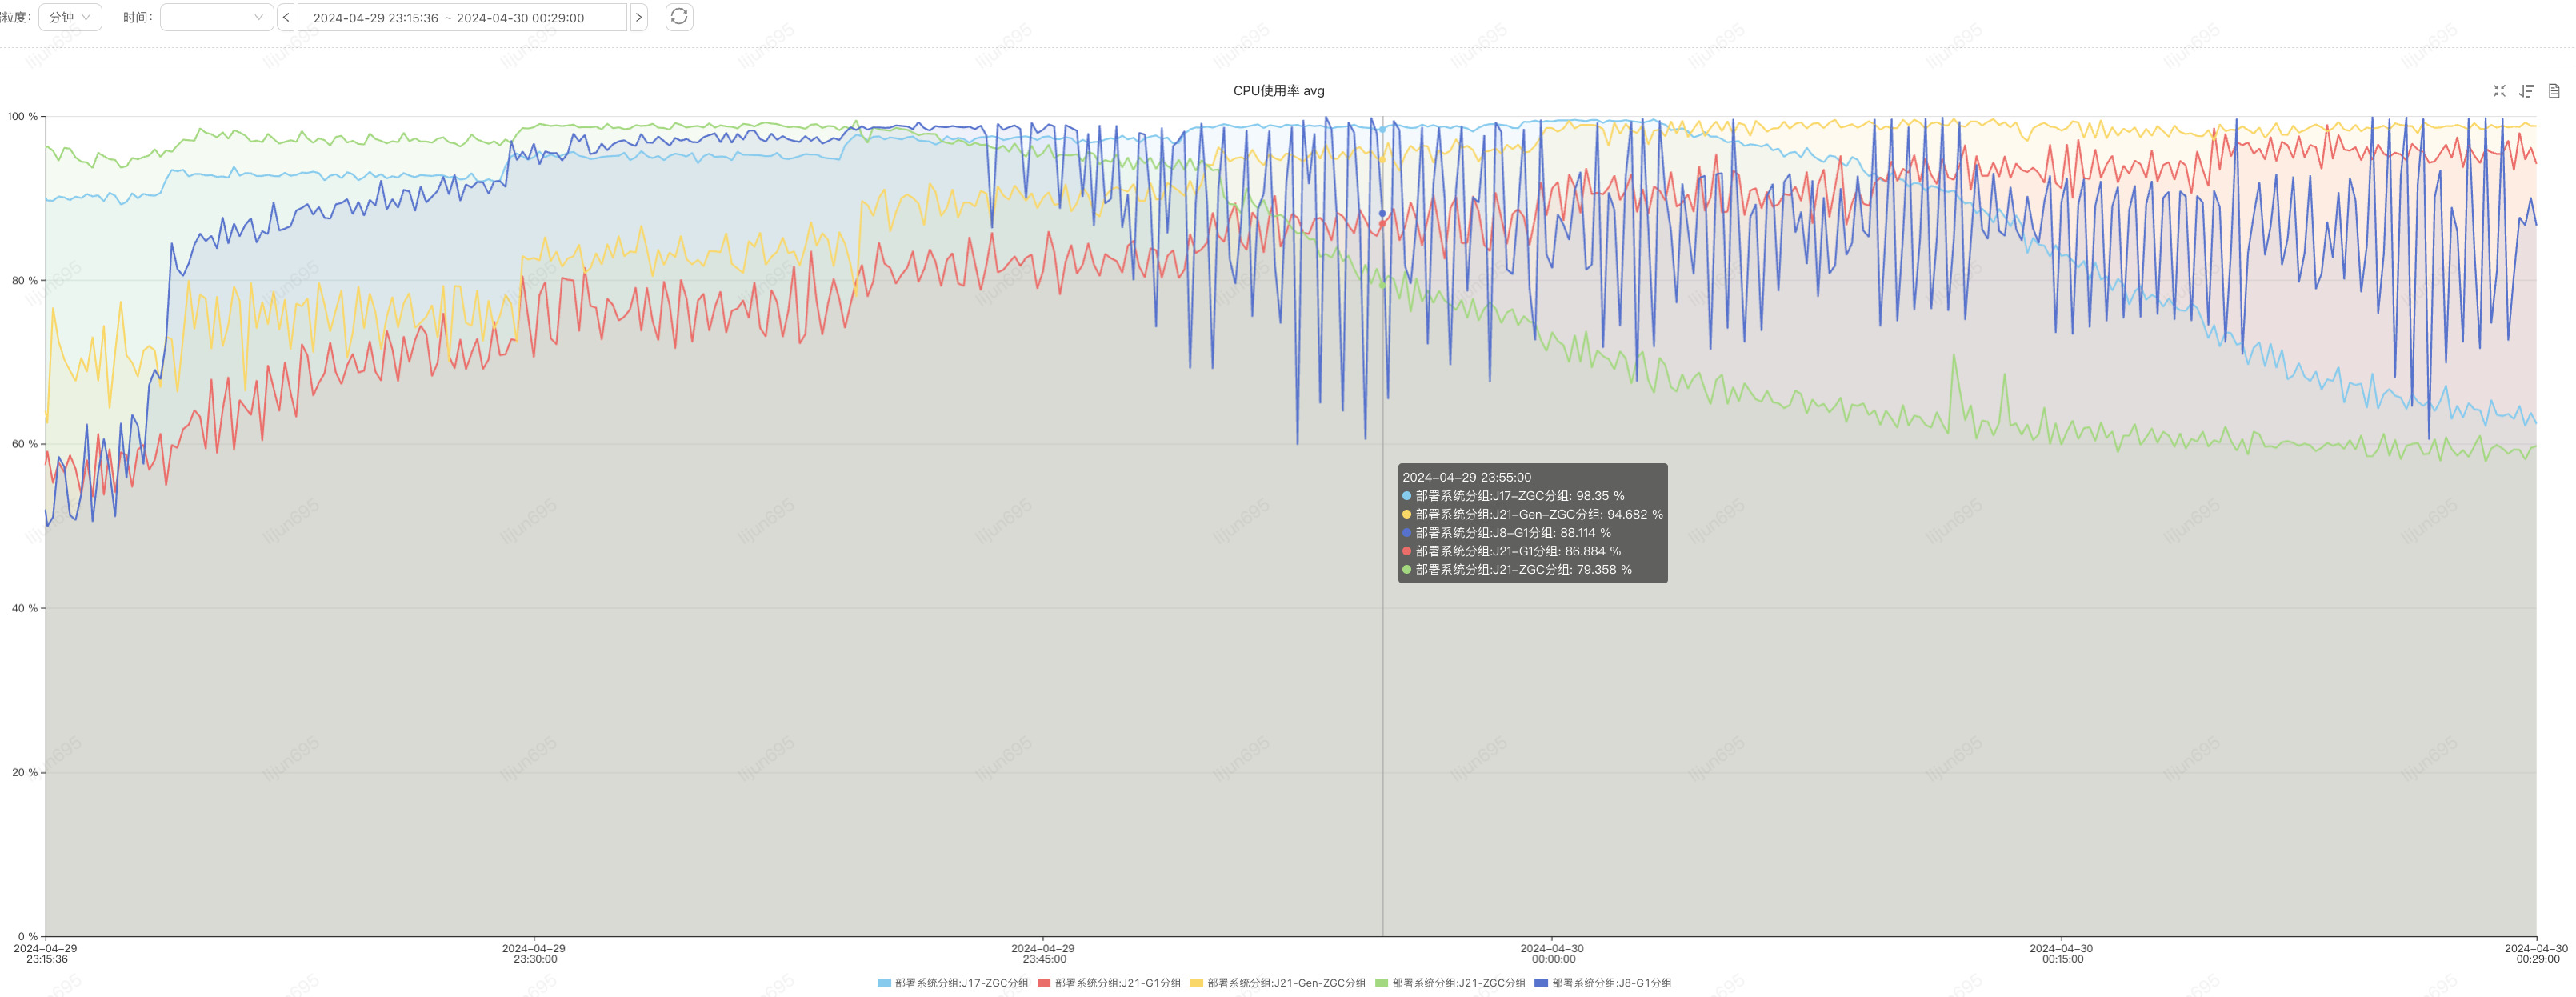 粒度： 分钟 时间： 2024-04-29 23:15:36 ~ 2024-04-30 00:29:00
CPU使用率 avg
100 %
80 %
60 %
40 %
20 %
0 %
2024-04-29 23:55:00
部署系统分组:J17-ZGC分组: 98.35 %
部署系统分组:J21-Gen-ZGC分组: 94.682 %
部署系统分组:J8-G1分组: 88.114 %
部署系统分组:J21-G1分组: 86.884 %
部署系统分组:J21-ZGC分组: 79.358 %
2024-04-29 2024-04-29 2024-04-29 2024-04-30 2024-04-30 2024-04-30
23:15:36 23:30:00 23:45:00 00:00:00 00:15:00 00:29:00
部署系统分组:J17-ZGC分组 部署系统分组:J21-G1分组 部署系统分组:J21-Gen-ZGC分组 部署系统分组:J21-ZGC分组 部署系统分组:J8-G1分组